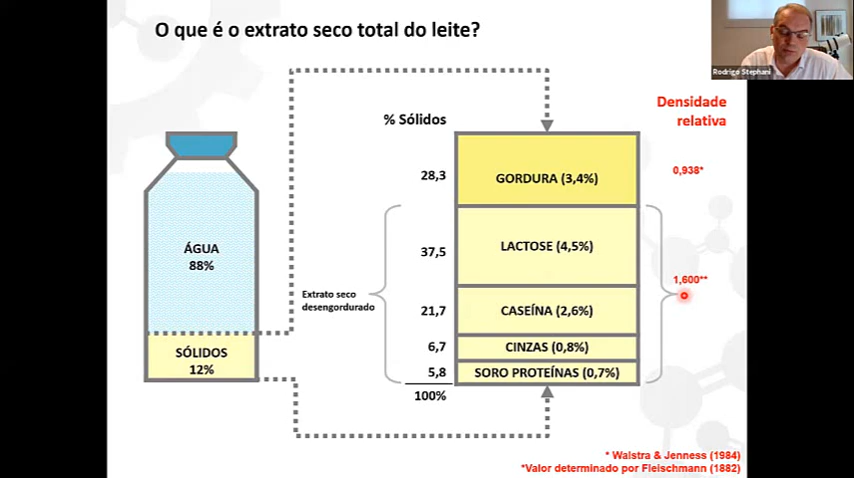 O que é o extrato seco total do leite?
Rodrigo Stephani
Densidade
relativa
% Sólidos
28,3
GORDURA (3,4%)
0,938*
ÁGUA
88%
37,5
LACTOSE (4,5%)
1,600**
Extrato seco
desengordurado
21,7
CASEÍNA (2,6%)
SÓLIDOS
12%
6,7
CINZAS (0,8%)
5,8
SORO PROTEÍNAS (0,7%)
100%
* Walstra & Jenness (1984)
*Valor determinado por Fleischmann (1882)